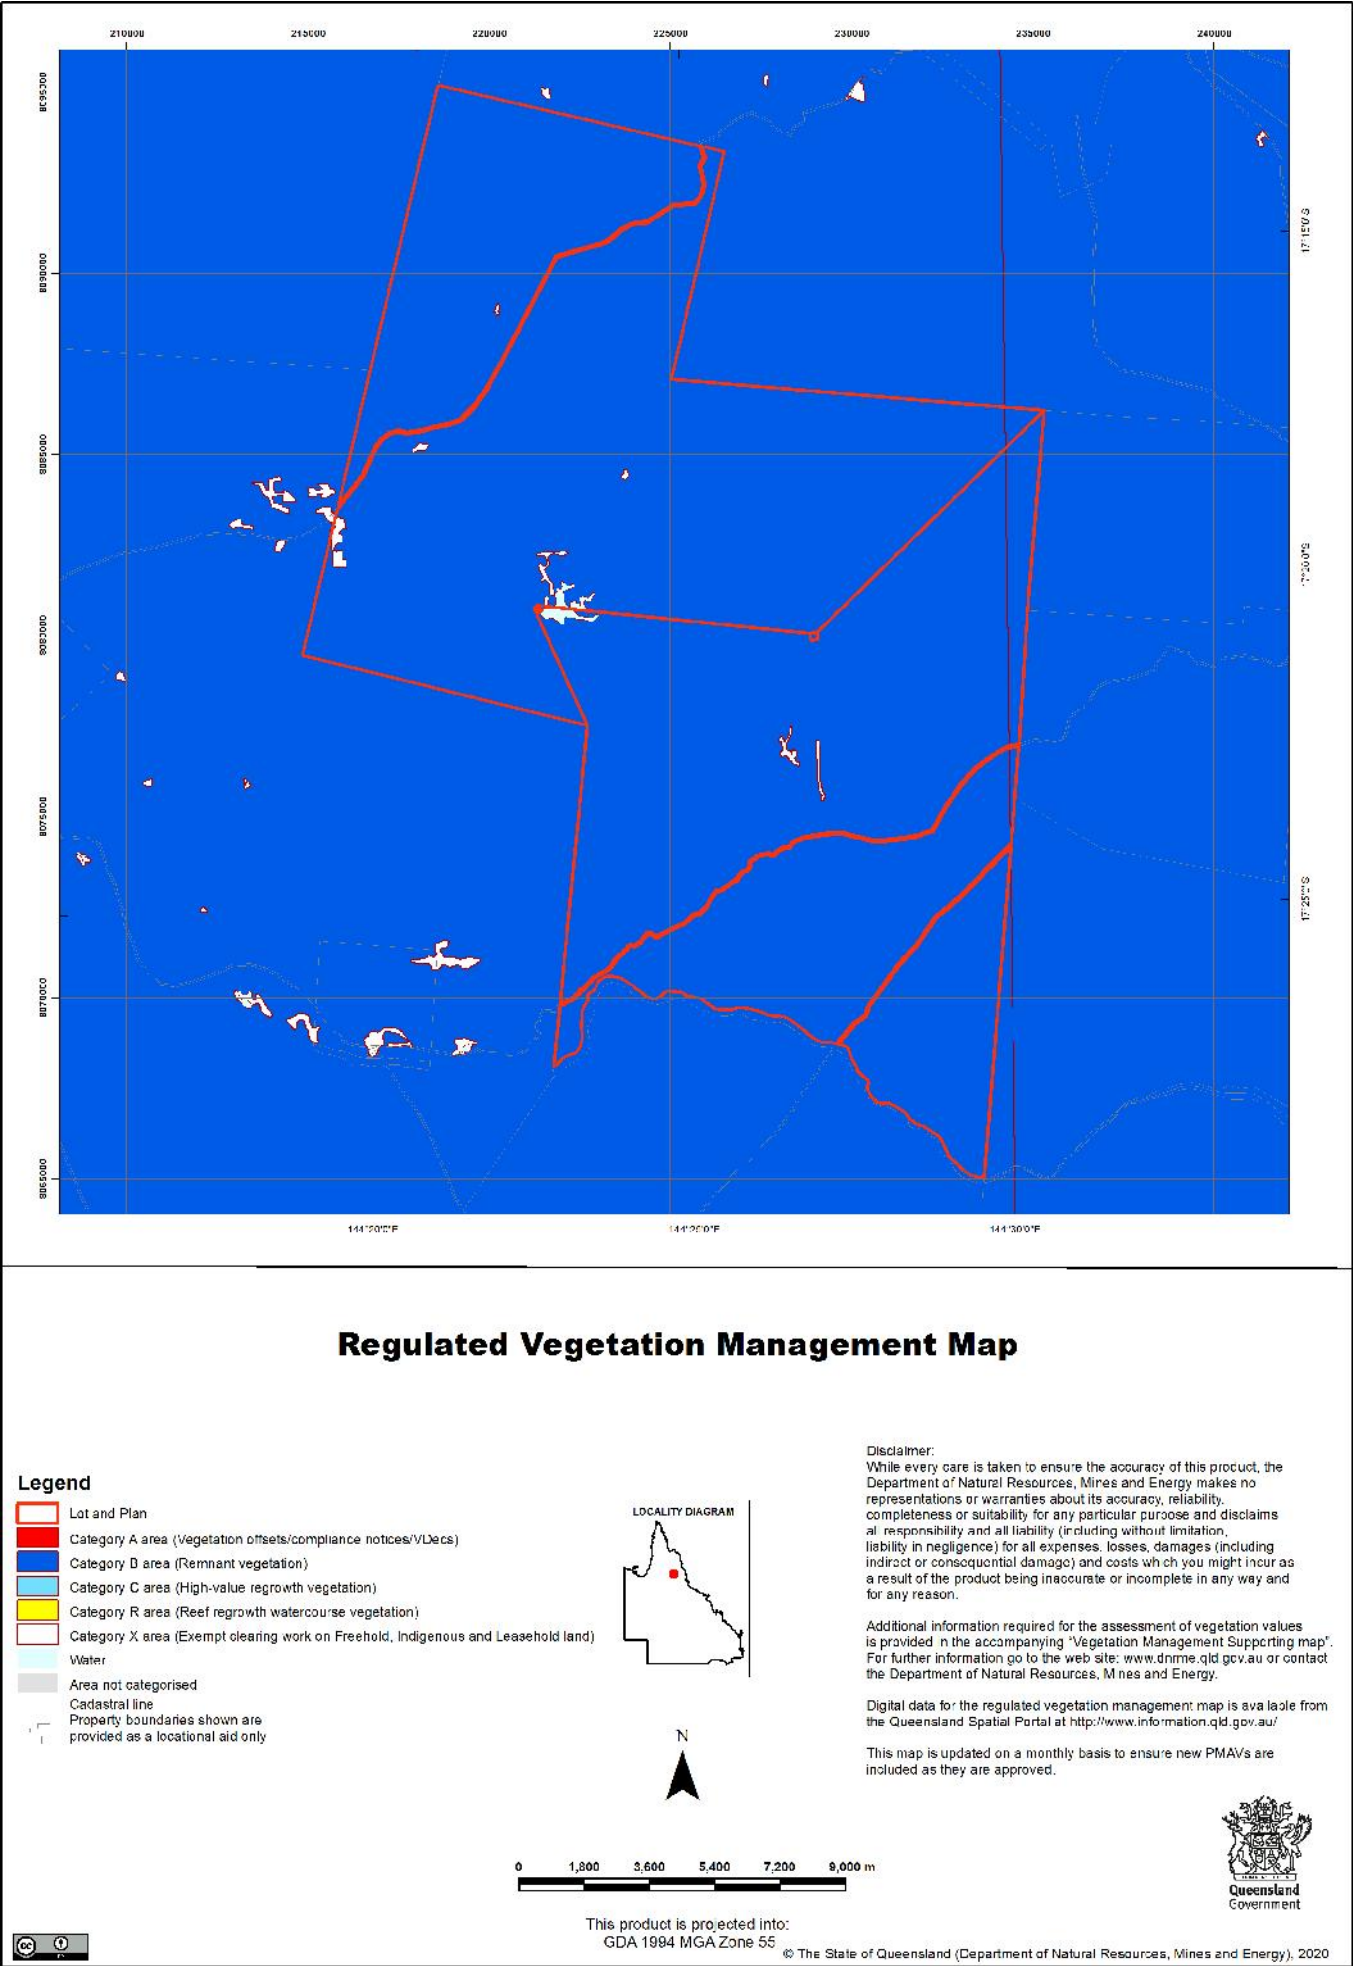 210000 215000 220000 225000 230000 235000 240000
8095000
17°15'0"S
8090000
8085000
17°20'0"S
8080000
8075000
17°25'0"S
8070000
8065000
144°20'0"E 144°25'0"E 144°30'0"E
Regulated Vegetation Management Map
Legend
Lot and Plan
Category A area (Vegetation offsets/compliance notices/VDecs)
Category B area (Remnant vegetation)
Category C area (High-value regrowth vegetation)
Category R area (Reef regrowth watercourse vegetation)
Category X area (Exempt clearing work on Freehold, Indigenous and Leasehold land)
Water
Area not categorised
Cadastral line
Property boundaries shown are
provided as a locational aid only
LOCALITY DIAGRAM
N
0 1,800 3,600 5,400 7,200 9,000 m
This product is projected into:
GDA 1994 MGA Zone 55
Disclaimer:
While every care is taken to ensure the accuracy of this product, the
Department of Natural Resources, Mines and Energy makes no
representations or warranties about its accuracy, reliability,
completeness or suitability for any particular purpose and disclaims
all responsibility and all liability (including without limitation,
liability in negligence) for all expenses, losses, damages (including
indirect or consequential damage) and costs which you might incur as
a result of the product being inaccurate or incomplete in any way and
for any reason.
Additional information required for the assessment of vegetation values
is provided in the accompanying "Vegetation Management Supporting map".
For further information go to the web site: www.dnrme.qld.gov.au or contact
the Department of Natural Resources, Mines and Energy.
Digital data for the regulated vegetation management map is available from
the Queensland Spatial Portal at http://www.information.qld.gov.au/
This map is updated on a monthly basis to ensure new PMAVs are
included as they are approved.
Queensland
Government
cc
© The State of Queensland (Department of Natural Resources, Mines and Energy), 2020